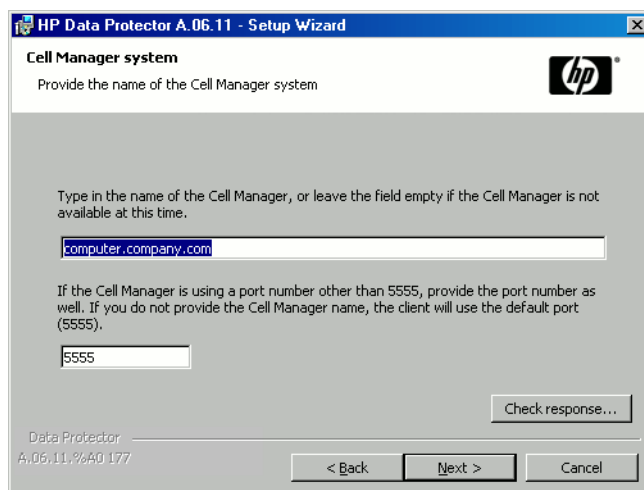 HP Data Protector A.06.11 - Setup Wizard
Cell Manager system
Provide the name of the Cell Manager system
hp
Type in the name of the Cell Manager, or leave the field empty if the Cell Manager is not
available at this time.
computer.company.com
If the Cell Manager is using a port number other than 5555, provide the port number as
well. If you do not provide the Cell Manager name, the client will use the default port
(5555).
5555
Check response...
Data Protector
A.06.11.%A0 177
< Back
Next >
Cancel